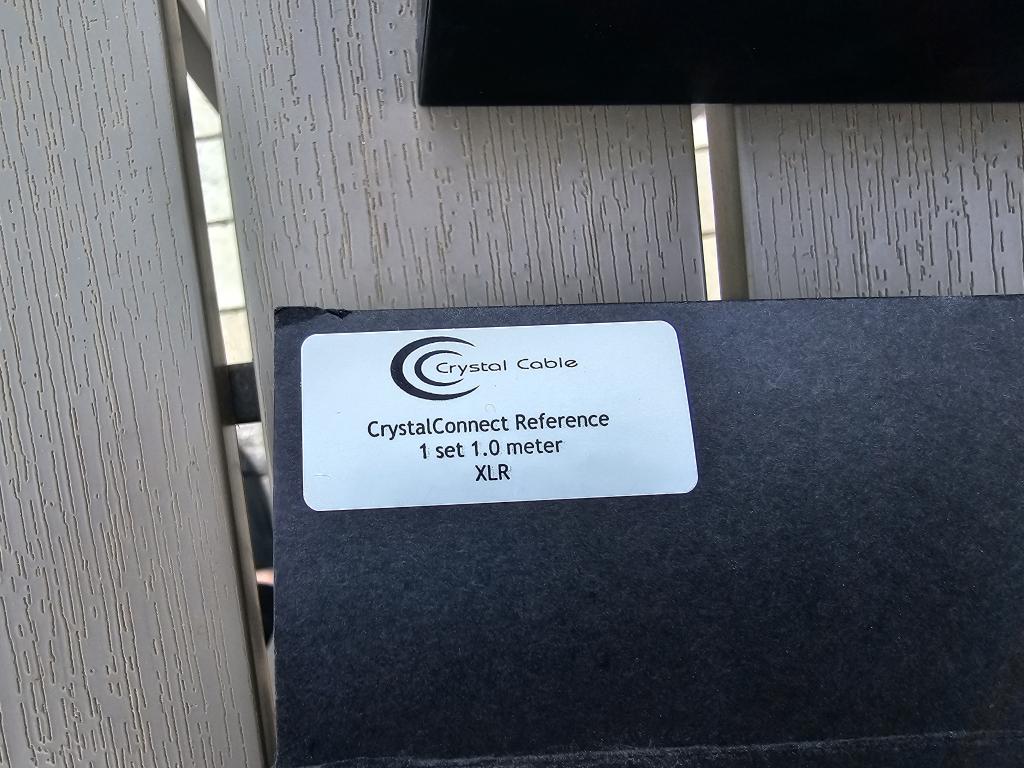 Crystal Cable
CrystalConnect Reference
1 set 1.0 meter
XLR